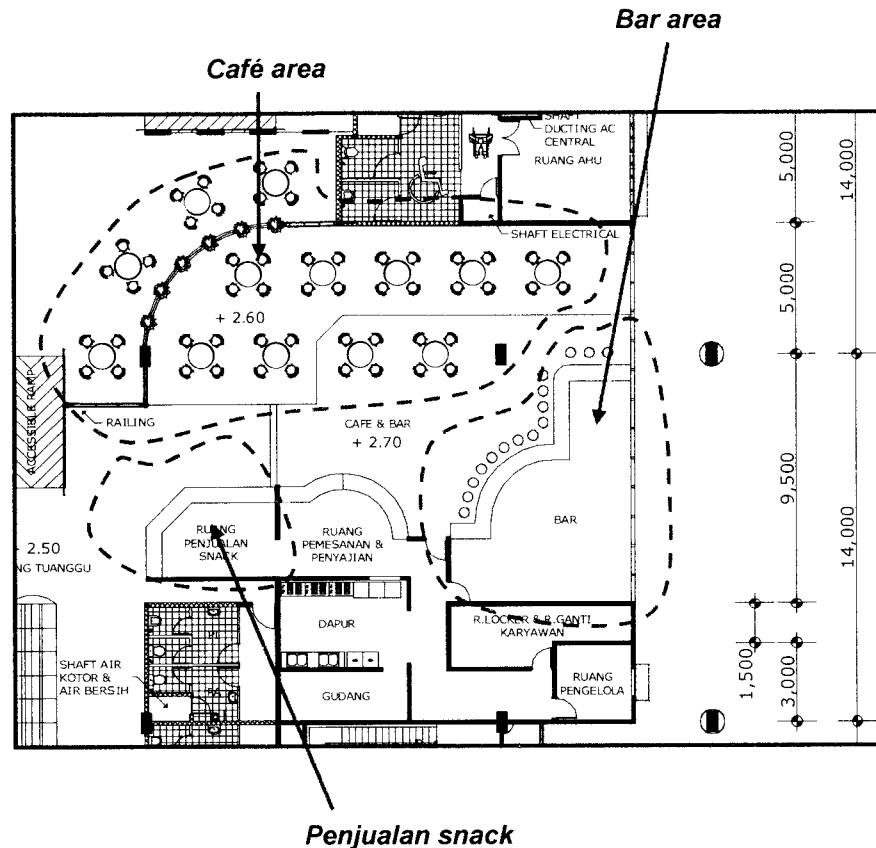 Bar area
Café area
SHAFT
DUCTING AC
CENTRAL
RUANG AHU
5,000
14,000
SHAFT ELECTRICAL
+ 2.60
5,000
ACCESSIBLE RAMP
RAILING
CAFE & BAR
+ 2.70
9,500
RUANG
PENJUALAN
SNACK
RUANG
PEMESANAN &
PENYAJIAN
BAR
- 2.50
NG TUANGGU
14,000
DAPUR
R.LOCKER & R.GANTI
KARYAWAN
PI
SHAFT AIR
KOTOR &
AIR BERSIH
PA
GUDANG
RUANG
PENGELOLA
1,500
3,000
Penjualan snack